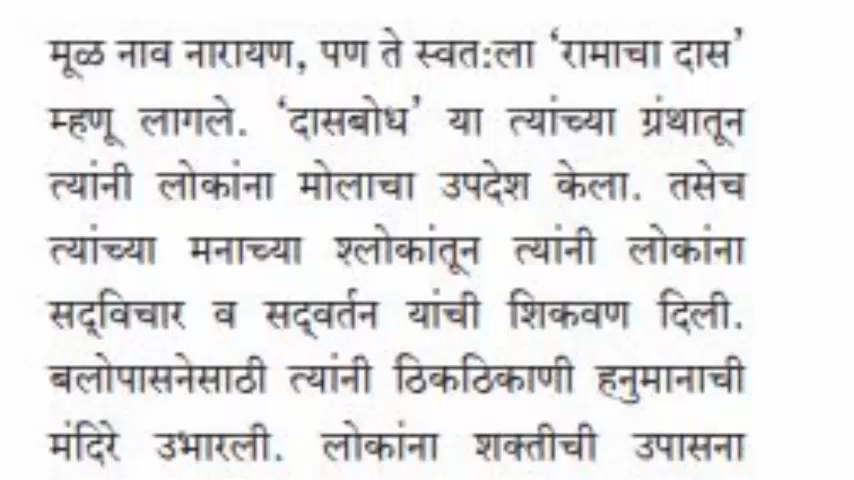 मूळ नाव नारायण, पण ते स्वत:ला ‘रामाचा दास’
म्हणू लागले. ‘दासबोध’ या त्यांच्या ग्रंथातून
त्यांनी लोकांना मोलाचा उपदेश केला. तसेच
त्यांच्या मनाच्या श्लोकांतून त्यांनी लोकांना
सद्‌विचार व सद्‌वर्तन यांची शिकवण दिली.
बलोपासनेसाठी त्यांनी ठिकठिकाणी हनुमानाची
मंदिरे उभारली. लोकांना शक्तीची उपासना